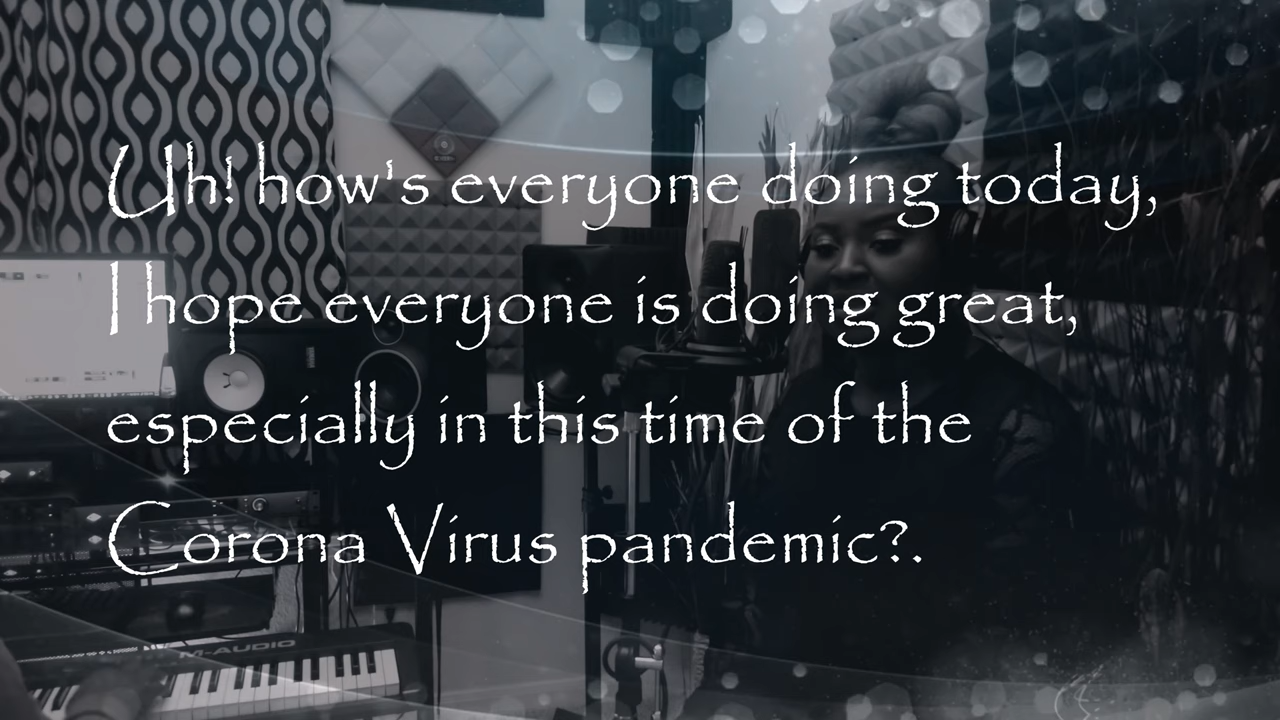 Uh! how's everyone doing today,
I hope everyone is doing great,
especially in this time of the
Corona Virus pandemic?.
M-AUDIO